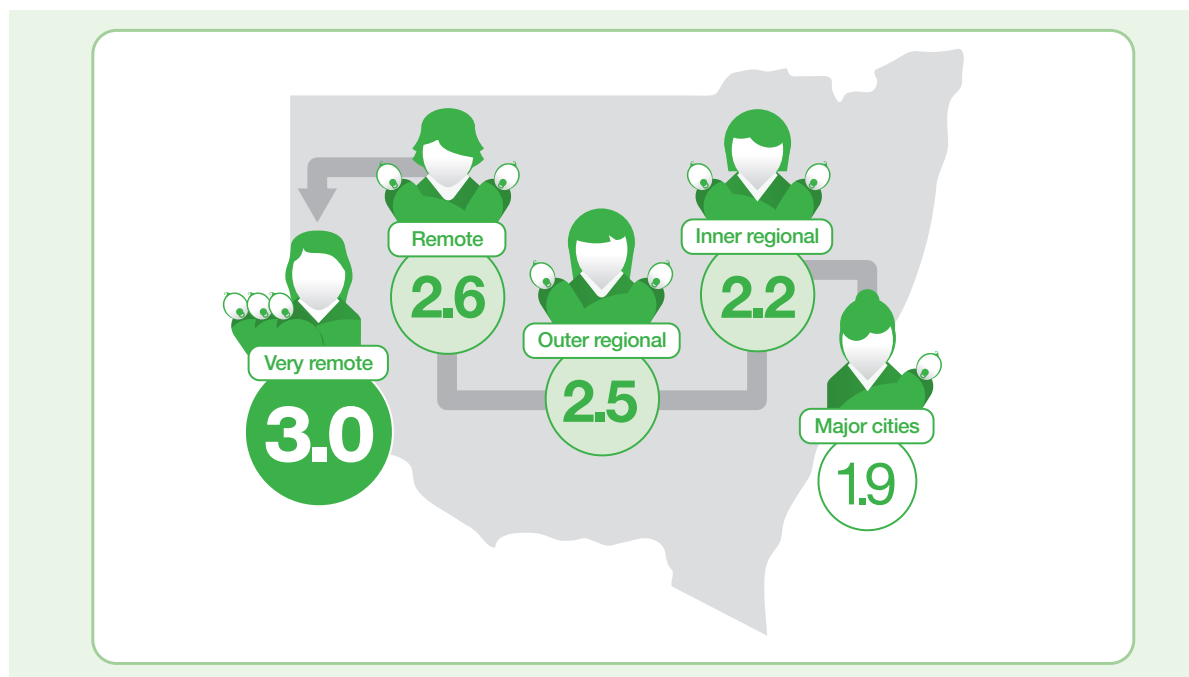 Remote
2.6
Inner regional
2.2
Outer regional
2.5
Very remote
3.0
Major cities
1.9